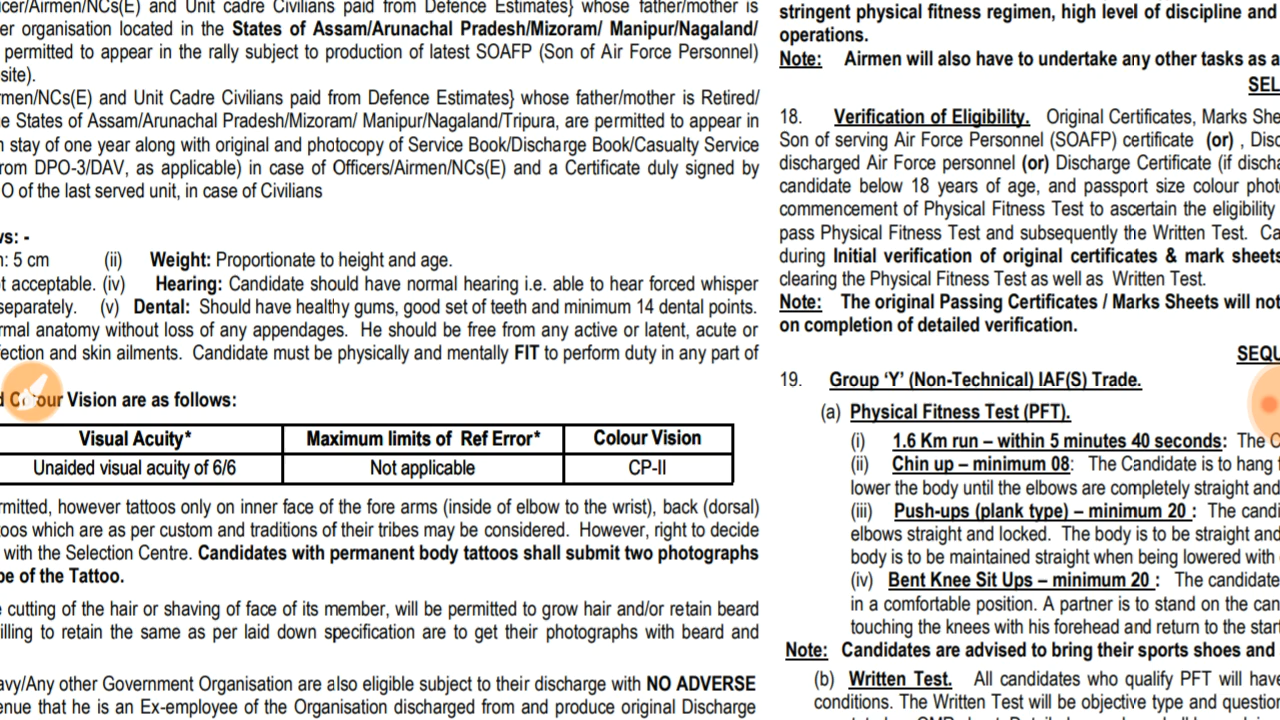 icer/Airmen/NCs(E) and Unit cadre Civilians paid from Defence Estimates} whose father/mother is
er organisation located in the States of Assam/Arunachal Pradesh/Mizoram/ Manipur/Nagaland/
permitted to appear in the rally subject to production of latest SOAFP (Son of Air Force Personnel)
site).
rmen/NCs(E) and Unit Cadre Civilians paid from Defence Estimates} whose father/mother is Retired/
e States of Assam/Arunachal Pradesh/Mizoram/ Manipur/Nagaland/Tripura, are permitted to appear in
stay of one year along with original and photocopy of Service Book/Discharge Book/Casualty Service
rom DPO-3/DAV, as applicable) in case of Officers/Airmen/NCs(E) and a Certificate duly signed by
O of the last served unit, in case of Civilians
ws: -
: 5 cm (ii) Weight: Proportionate to height and age.
t acceptable. (iv) Hearing: Candidate should have normal hearing i.e. able to hear forced whisper
separately. (v) Dental: Should have healthy gums, good set of teeth and minimum 14 dental points.
rmal anatomy without loss of any appendages. He should be free from any active or latent, acute or
fection and skin ailments. Candidate must be physically and mentally FIT to perform duty in any part of
Vision are as follows:
Visual Acuity* Maximum limits of Ref Error* Colour Vision
Unaided visual acuity of 6/6 Not applicable CP-II
rmitted, however tattoos only on inner face of the fore arms (inside of elbow to the wrist), back (dorsal)
toos which are as per custom and traditions of their tribes may be considered. However, right to decide
with the Selection Centre. Candidates with permanent body tattoos shall submit two photographs
pe of the Tattoo.
cutting of the hair or shaving of face of its member, will be permitted to grow hair and/or retain beard
illing to retain the same as per laid down specification are to get their photographs with beard and
avy/Any other Government Organisation are also eligible subject to their discharge with NO ADVERSE
enue that he is an Ex-employee of the Organisation discharged from and produce original Discharge
stringent physical fitness regimen, high level of discipline and
operations.
Note: Airmen will also have to undertake any other tasks as a
SEL
18. Verification of Eligibility. Original Certificates, Marks She
Son of serving Air Force Personnel (SOAFP) certificate (or) , Disc
discharged Air Force personnel (or) Discharge Certificate (if discha
candidate below 18 years of age, and passport size colour phot
commencement of Physical Fitness Test to ascertain the eligibility
pass Physical Fitness Test and subsequently the Written Test. Ca
during Initial verification of original certificates & mark sheets
clearing the Physical Fitness Test as well as Written Test.
Note: The original Passing Certificates / Marks Sheets will not
on completion of detailed verification.
SEQU
19. Group ‘Y’ (Non-Technical) IAF(S) Trade.
(a) Physical Fitness Test (PFT).
(i) 1.6 Km run – within 5 minutes 40 seconds: The C
(ii) Chin up – minimum 08: The Candidate is to hang
lower the body until the elbows are completely straight and
(iii) Push-ups (plank type) – minimum 20 : The candi
elbows straight and locked. The body is to be straight and
body is to be maintained straight when being lowered with
(iv) Bent Knee Sit Ups – minimum 20 : The candidate
in a comfortable position. A partner is to stand on the can
touching the knees with his forehead and return to the start
Note: Candidates are advised to bring their sports shoes and
(b) Written Test. All candidates who qualify PFT will have
conditions. The Written Test will be objective type and question